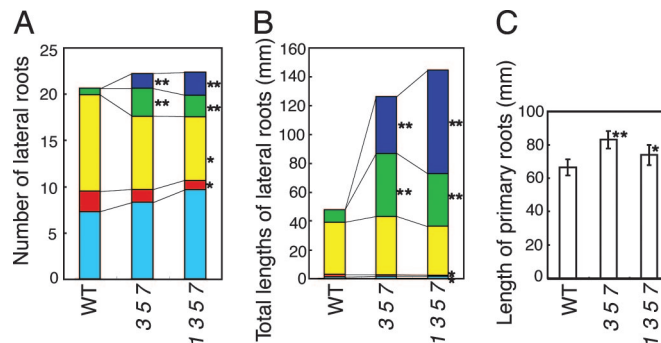 A
Number of lateral roots
25
20
15
10
5
0
**
**
**
**
*
*
WT
3 5 7
1 3 5 7
B
Total lengths of lateral roots (mm)
160
140
120
100
80
60
40
20
0
**
**
**
**
*
*
WT
3 5 7
1 3 5 7
C
Length of primary roots (mm)
100
80
60
40
20
0
**
*
WT
3 5 7
1 3 5 7